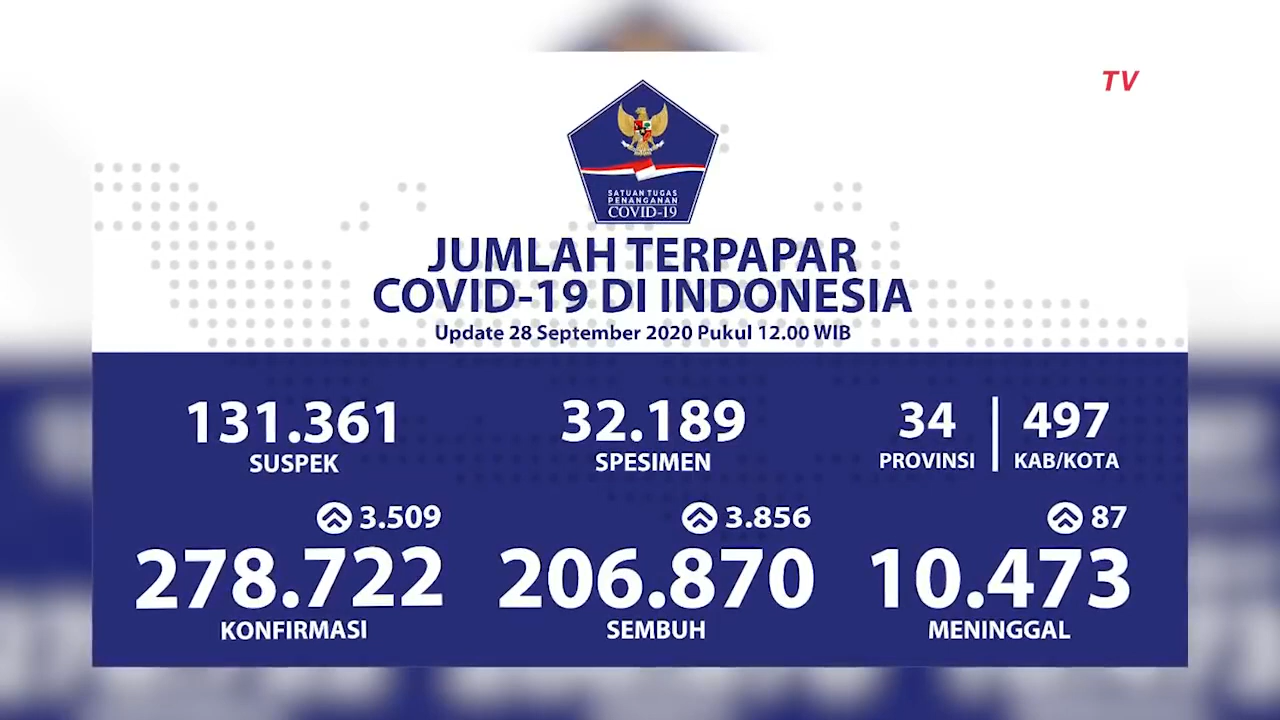 TV
SATUAN TUGAS
PENANGANAN
COVID-19
JUMLAH TERPAPAR
COVID-19 DI INDONESIA
Update 28 September 2020 Pukul 12.00 WIB
131.361
SUSPEK
32.189
SPESIMEN
34
PROVINSI
497
KAB/KOTA
3.509
278.722
KONFIRMASI
3.856
206.870
SEMBUH
87
10.473
MENINGGAL